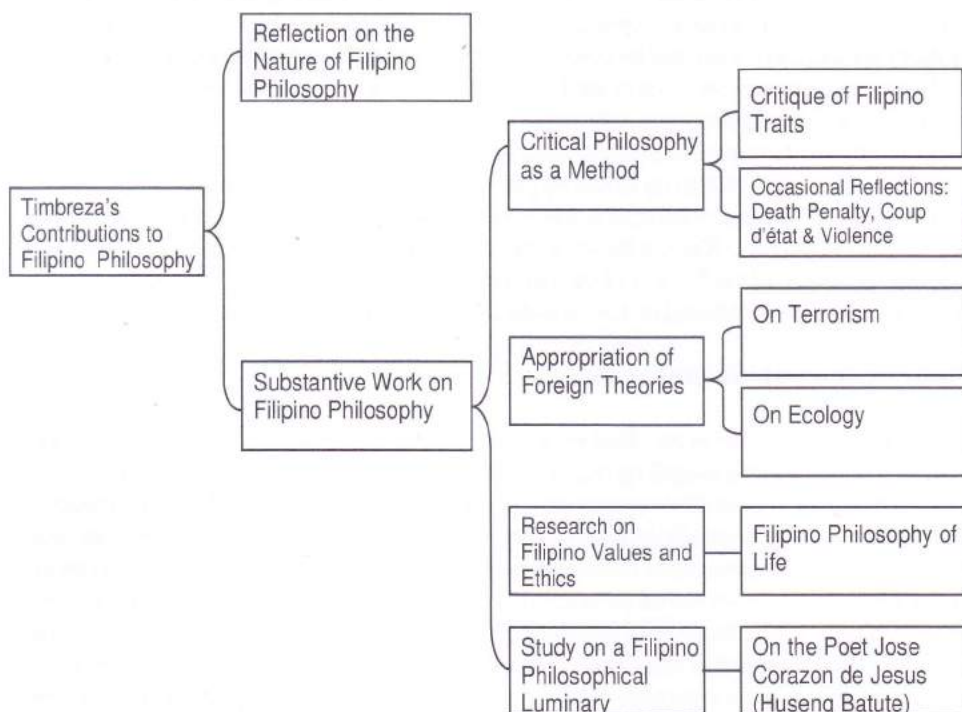 Reflection on the
Nature of Filipino
Philosophy
Timbreza's
Contributions to
Filipino Philosophy
Substantive Work on
Filipino Philosophy
Critical Philosophy
as a Method
Critique of Filipino
Traits
Occasional Reflections:
Death Penalty, Coup
d'état & Violence
Appropriation of
Foreign Theories
On Terrorism
On Ecology
Research on
Filipino Values and
Ethics
Filipino Philosophy of
Life
Study on a Filipino
Philosophical
Luminary
On the Poet Jose
Corazon de Jesus
(Huseng Batute)